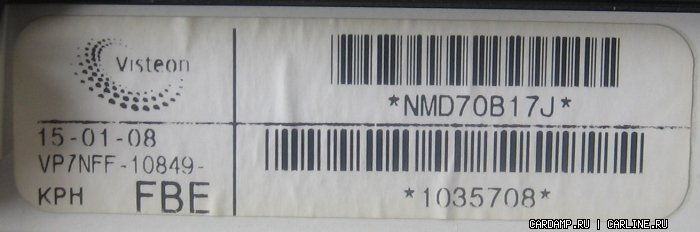 Visteon
*NMD70B17J*
15-01-08
VP7NFF-10849-
KPH FBE
*1035708*
CARDAMP.RU | CARLINE.RU